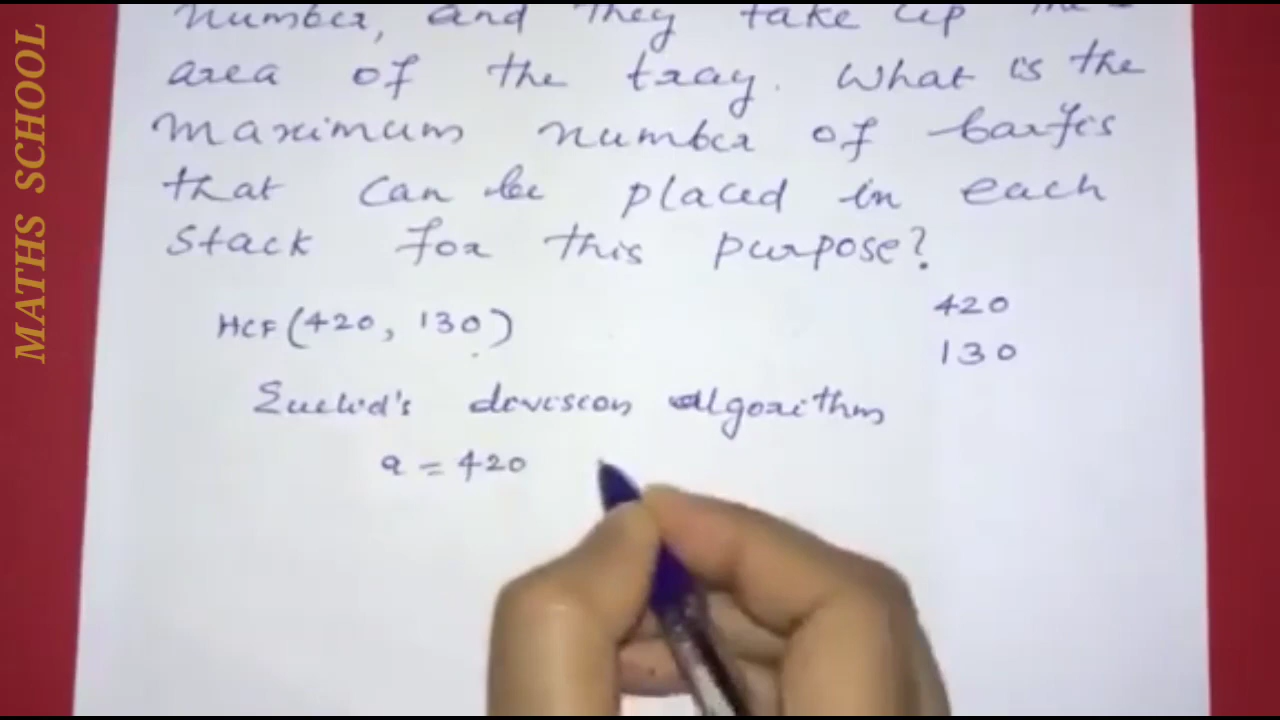 MATHS SCHOOL
number, and they take up the
area of the tray. What is the
maximum number of barfis
that can be placed in each
stack for this purpose?
420
HCF (420, 130)
130
Euclid's devision algorithm
a = 420